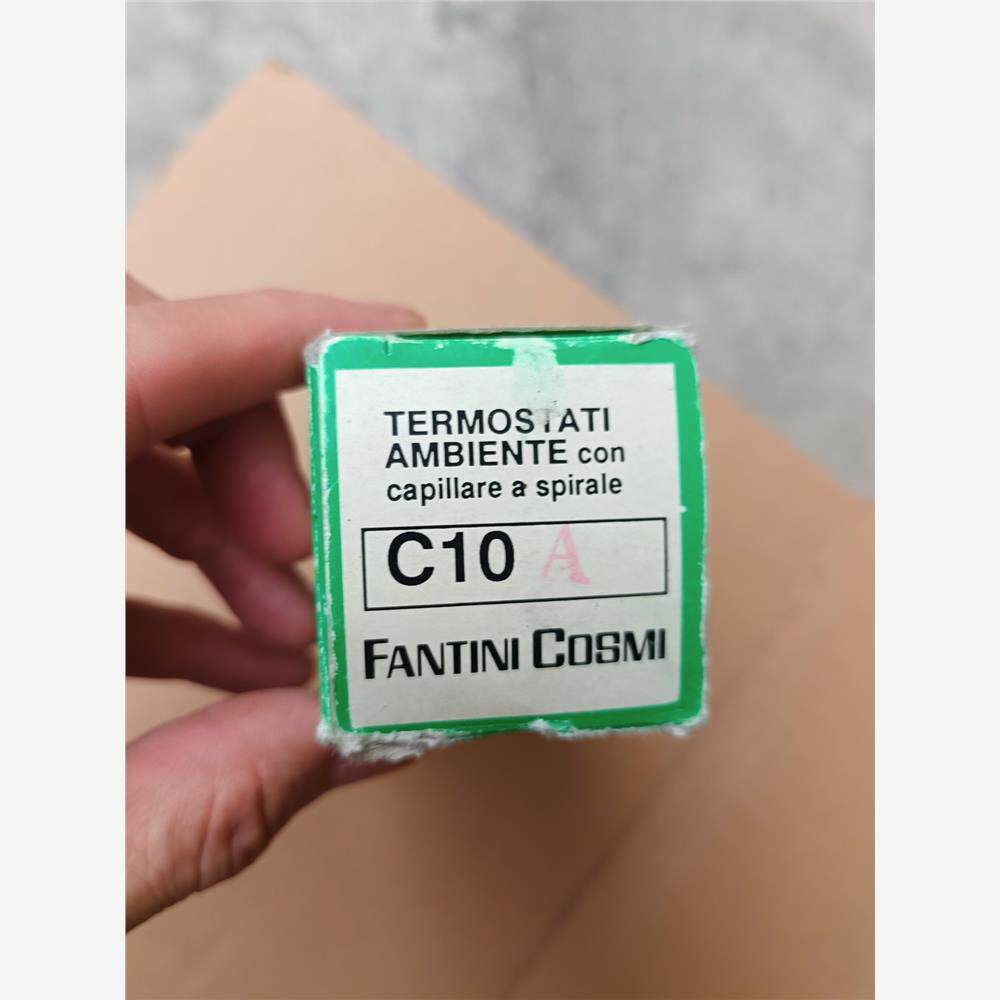 TERMOSTATI
AMBIENTE con
capillare a spirale
C10 A
FANTINI COSMI